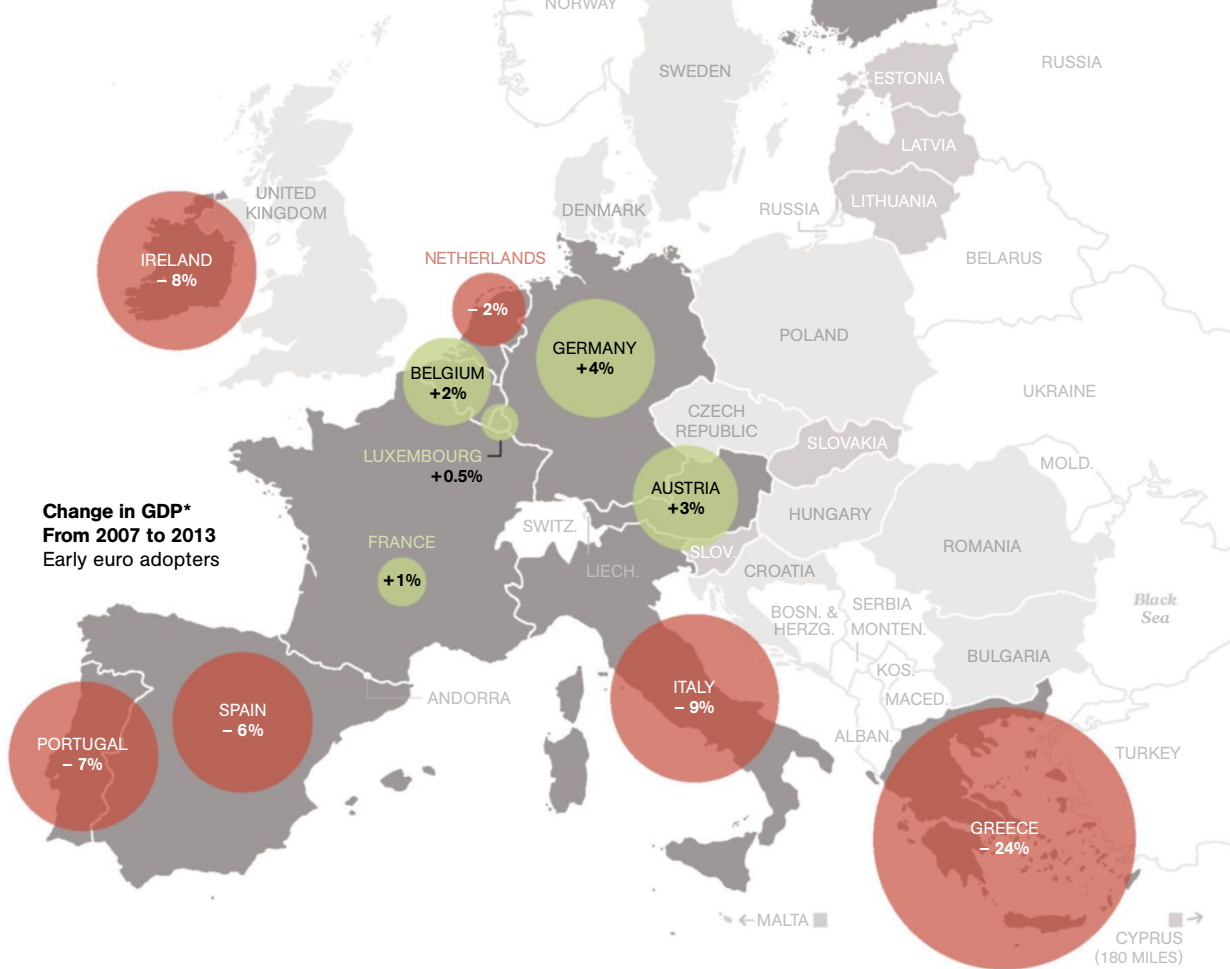 NORWAY
SWEDEN
RUSSIA
ESTONIA
LATVIA
LITHUANIA
RUSSIA
BELARUS
UNITED
KINGDOM
DENMARK
IRELAND
– 8%
NETHERLANDS
– 2%
GERMANY
+4%
POLAND
BELGIUM
+2%
UKRAINE
CZECH
REPUBLIC
SLOVAKIA
LUXEMBOURG
+0.5%
MOLD.
AUSTRIA
+3%
Change in GDP*
From 2007 to 2013
Early euro adopters
SWITZ.
HUNGARY
ROMANIA
FRANCE
+1%
LIECH.
SLOV.
CROATIA
BOSN. &
HERZG.
SERBIA
MONTEN.
Black
Sea
KOS.
BULGARIA
MACED.
ANDORRA
ITALY
– 9%
SPAIN
– 6%
PORTUGAL
– 7%
ALBAN.
TURKEY
GREECE
– 24%
←MALTA
→
CYPRUS
(180 MILES)